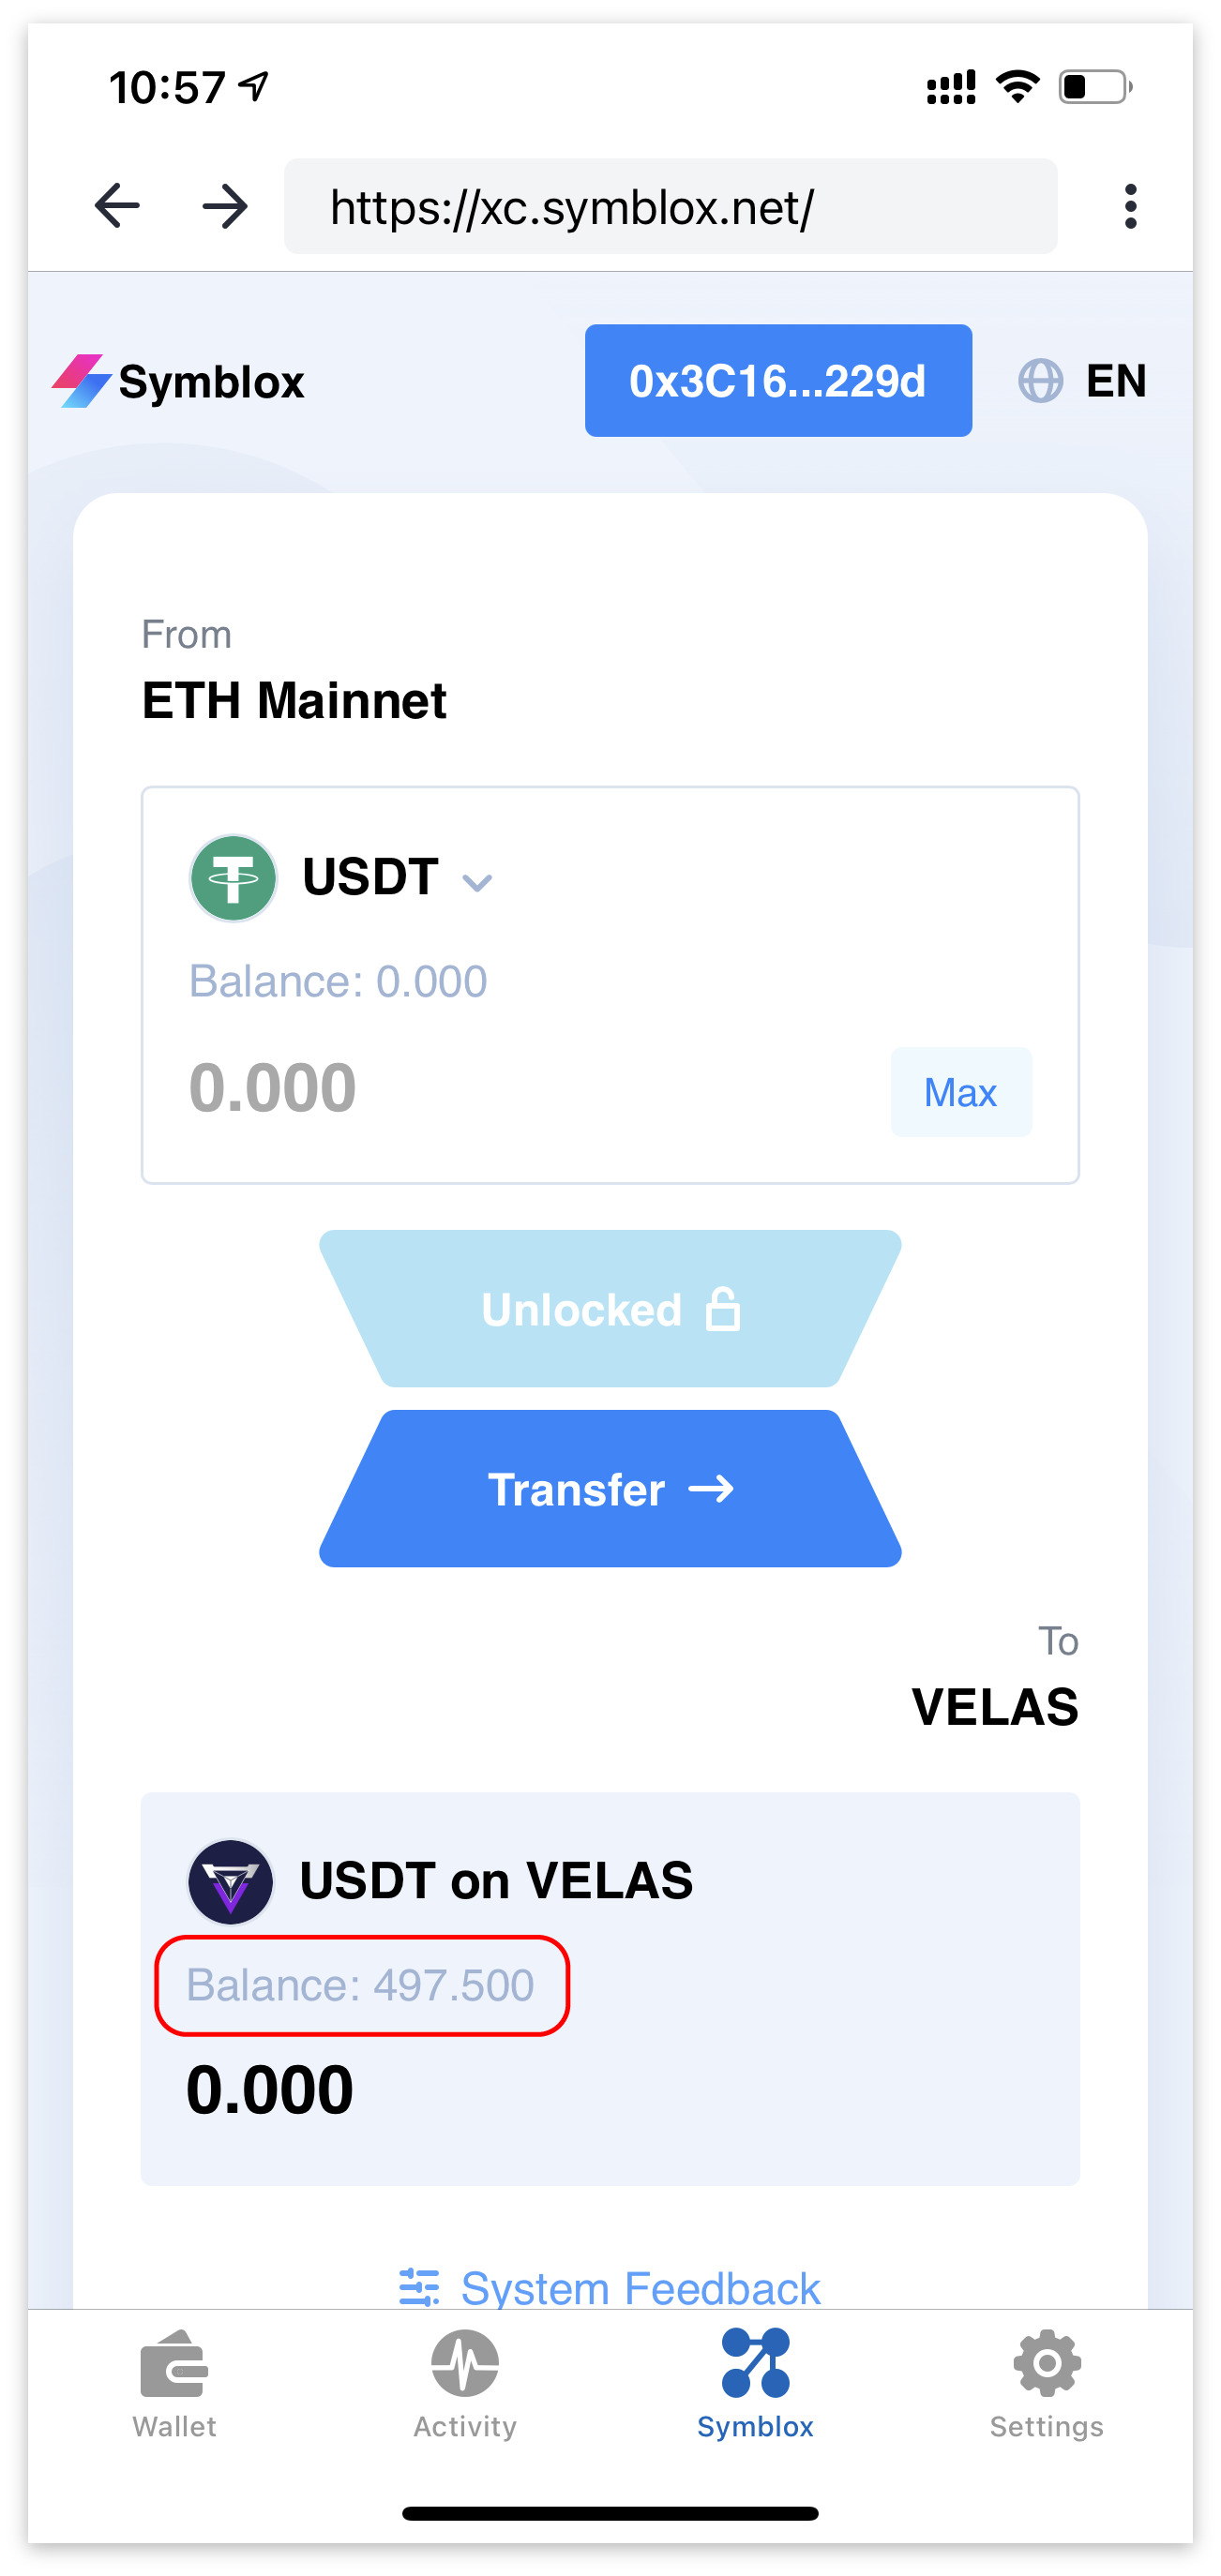 10:57
https://xc.symblox.net/
Symblox
0x3C16...229d
EN
From
ETH Mainnet
USDT
Balance: 0.000
0.000
Max
Unlocked
Transfer
To
VELAS
USDT on VELAS
Balance: 497.500
0.000
System Feedback
Wallet
Activity
Symblox
Settings